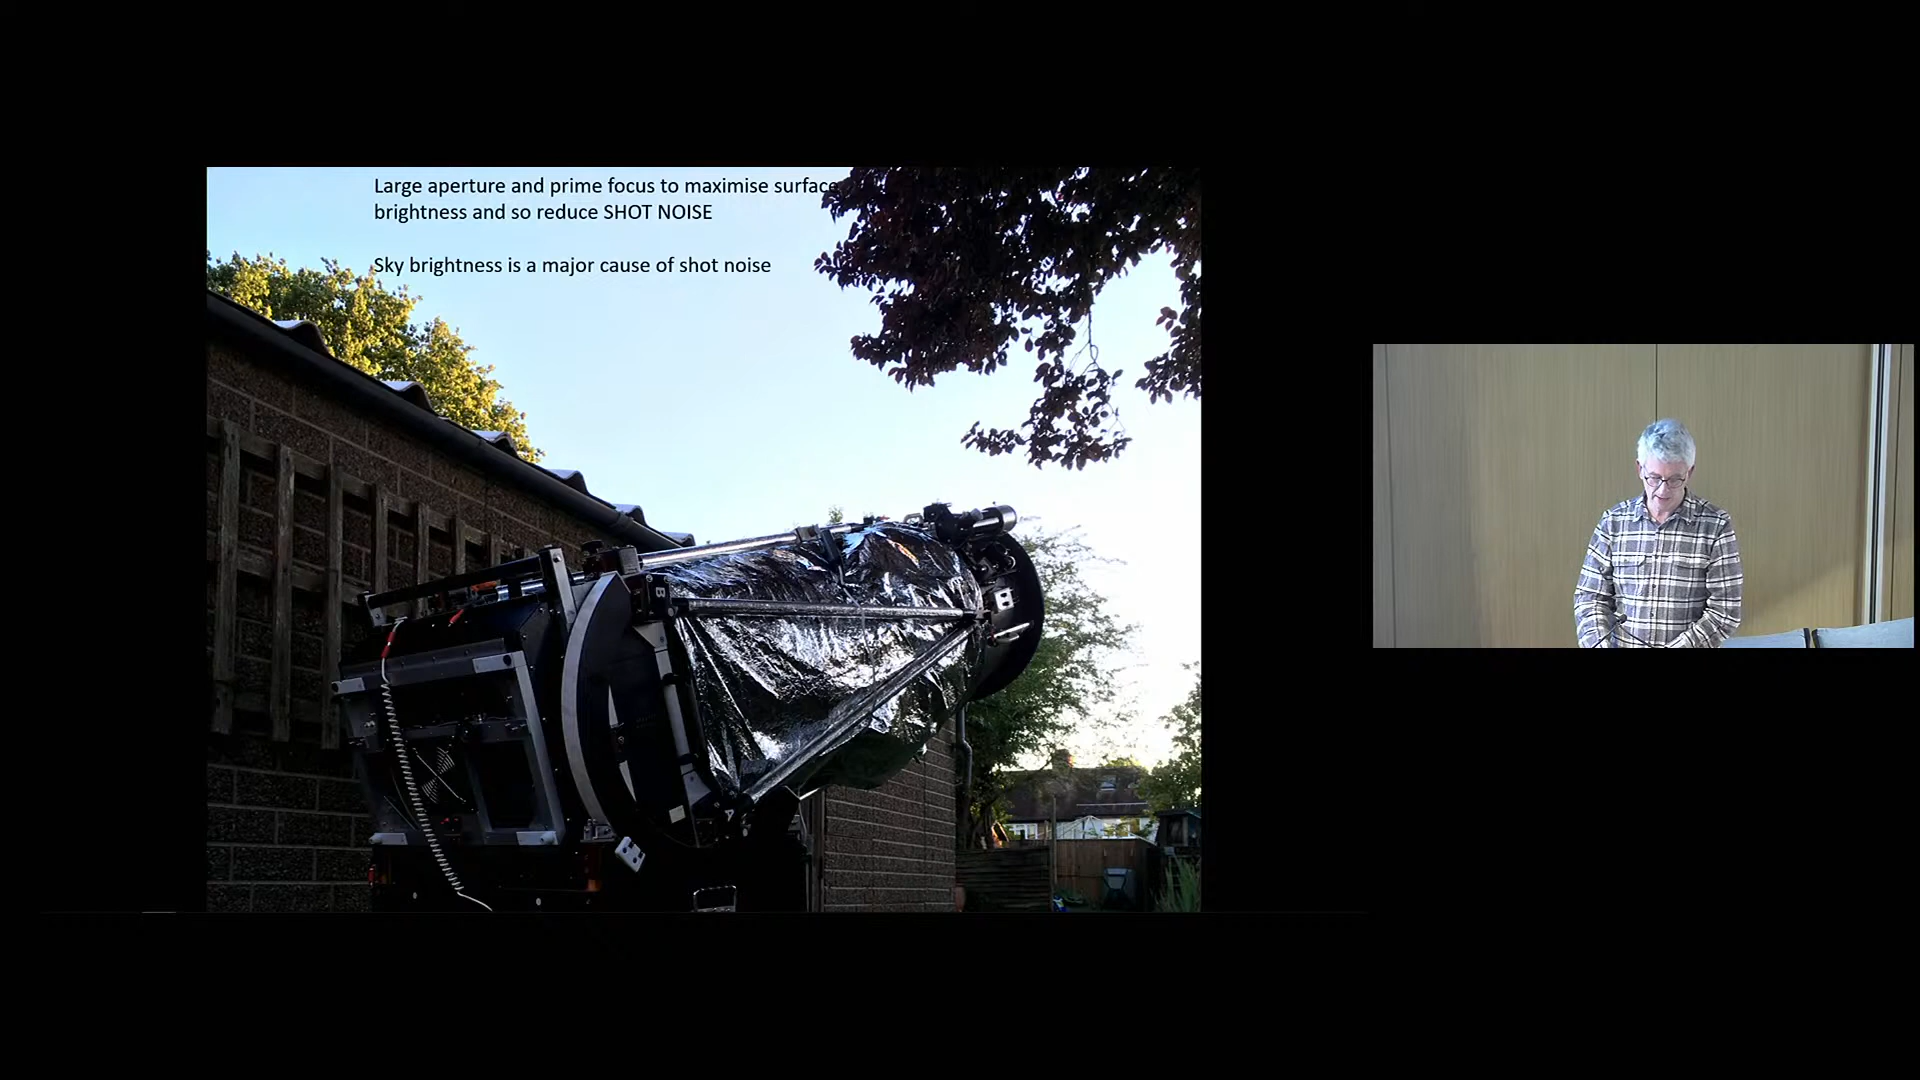 Large aperture and prime focus to maximise surface
brightness and so reduce SHOT NOISE
Sky brightness is a major cause of shot noise
B
A